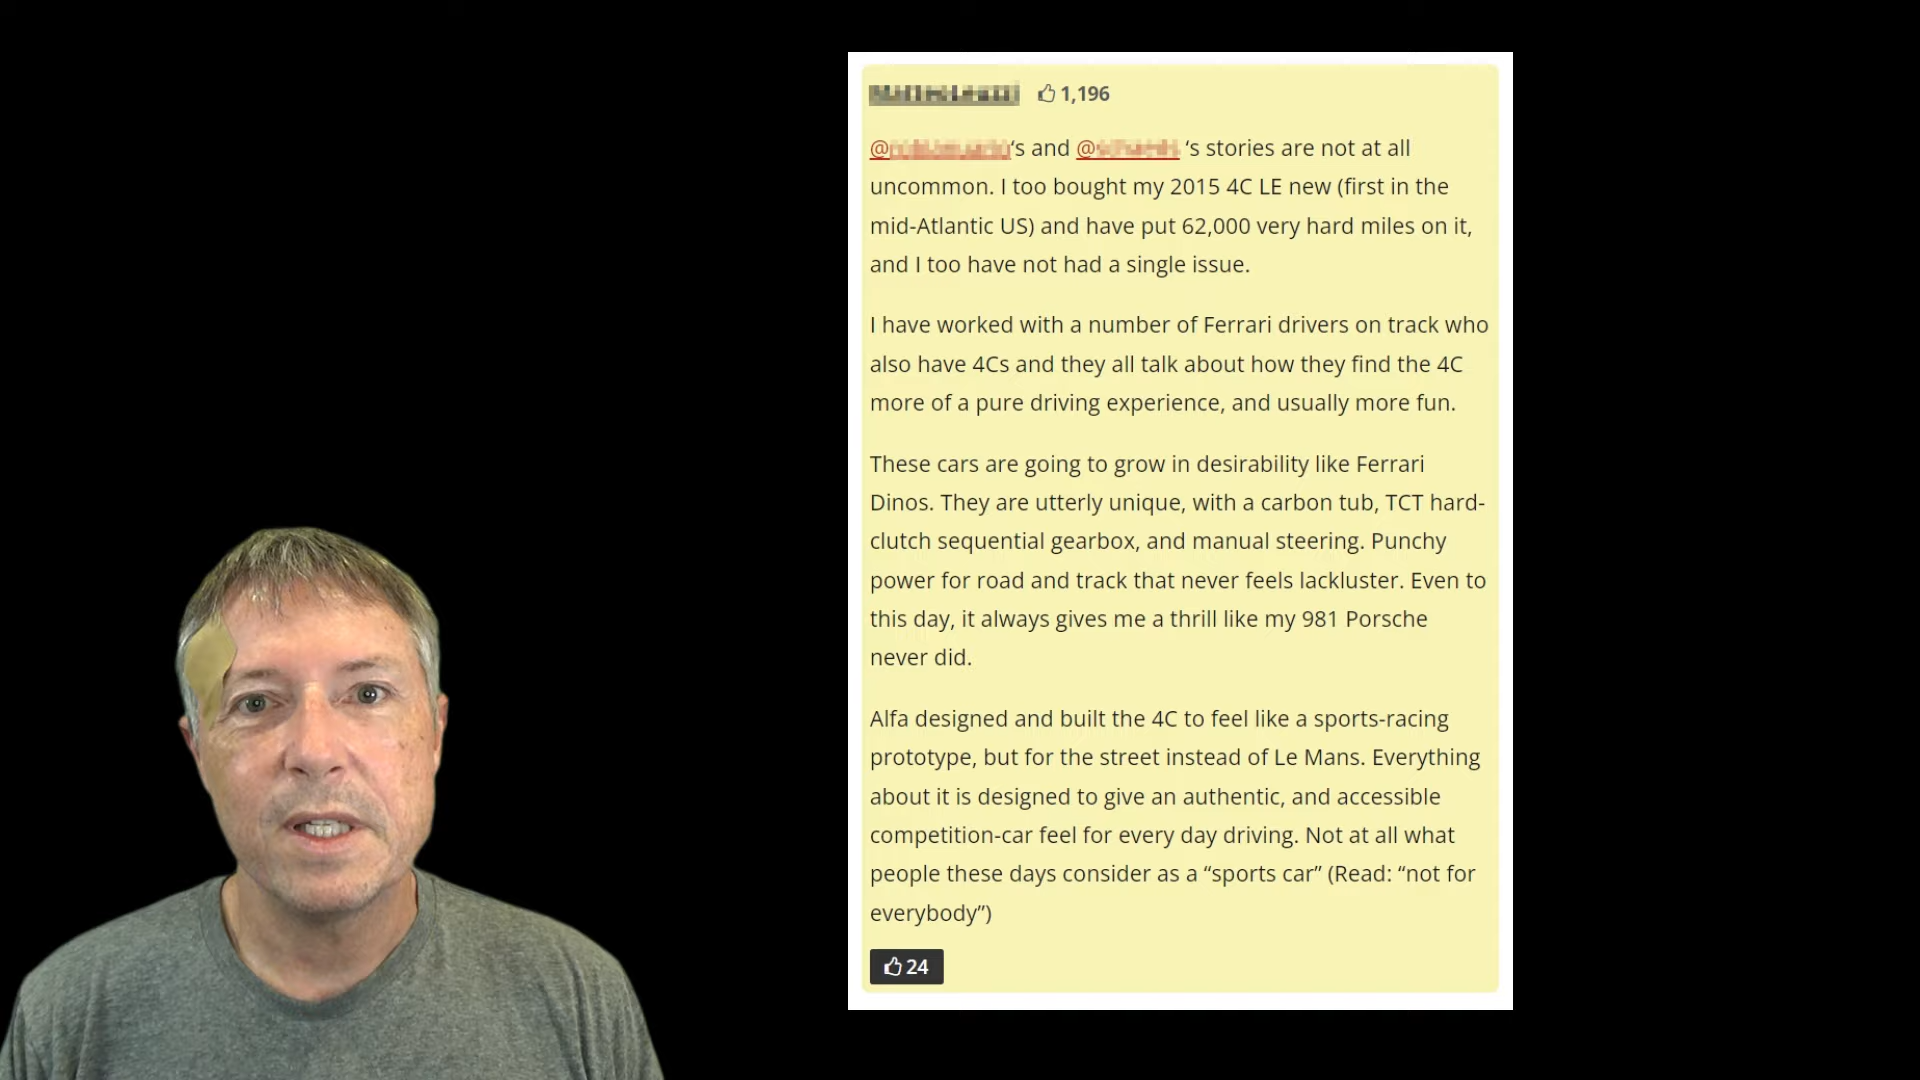 1,196
@ ‘s and @ ‘s stories are not at all
uncommon. I too bought my 2015 4C LE new (first in the
mid-Atlantic US) and have put 62,000 very hard miles on it,
and I too have not had a single issue.
I have worked with a number of Ferrari drivers on track who
also have 4Cs and they all talk about how they find the 4C
more of a pure driving experience, and usually more fun.
These cars are going to grow in desirability like Ferrari
Dinos. They are utterly unique, with a carbon tub, TCT hard-
clutch sequential gearbox, and manual steering. Punchy
power for road and track that never feels lackluster. Even to
this day, it always gives me a thrill like my 981 Porsche
never did.
Alfa designed and built the 4C to feel like a sports-racing
prototype, but for the street instead of Le Mans. Everything
about it is designed to give an authentic, and accessible
competition-car feel for every day driving. Not at all what
people these days consider as a “sports car” (Read: “not for
everybody”)
24